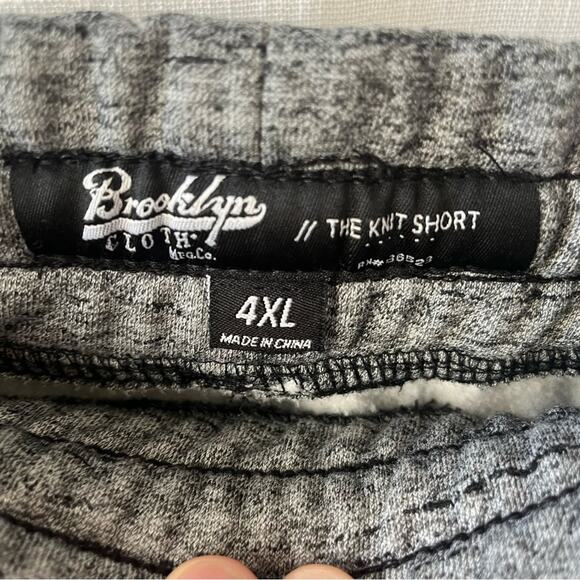 Brooklyn
CLOTH
MFG.Co.
// THE KNIT SHORT
4XL
MADE IN CHINA